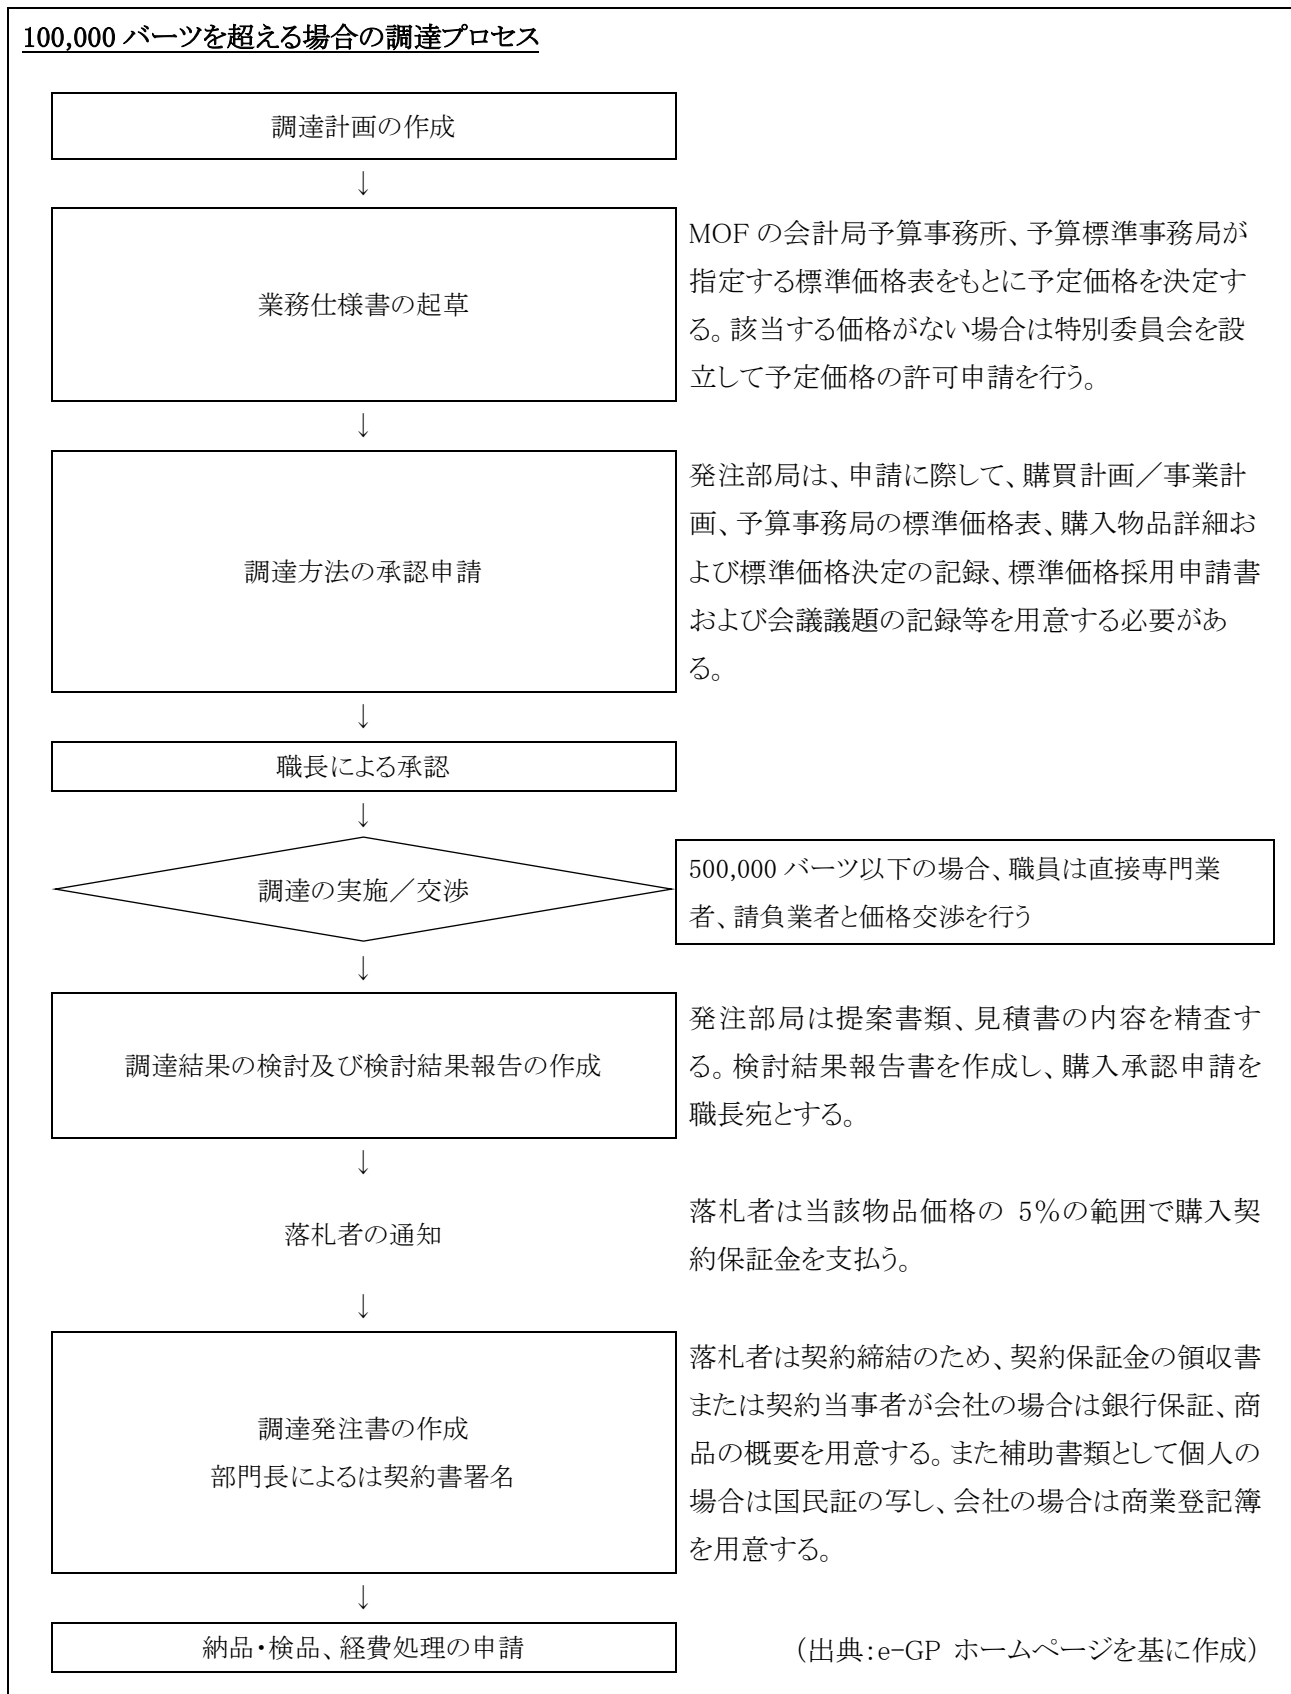 100,000 バーツを超える場合の調達プロセス
調達計画の作成
↓
業務仕様書の起草
MOF の会計局予算事務所、予算標準事務局が
指定する標準価格表をもとに予定価格を決定す
る。該当する価格がない場合は特別委員会を設
立して予定価格の許可申請を行う。
↓
調達方法の承認申請
発注部局は、申請に際して、購買計画／事業計
画、予算事務局の標準価格表、購入物品詳細お
よび標準価格決定の記録、標準価格採用申請書
および会議議題の記録等を用意する必要があ
る。
↓
職長による承認
↓
調達の実施／交渉
500,000 バーツ以下の場合、職員は直接専門業
者、請負業者と価格交渉を行う
↓
調達結果の検討及び検討結果報告の作成
発注部局は提案書類、見積書の内容を精査す
る。検討結果報告書を作成し、購入承認申請を
職長宛とする。
↓
落札者の通知
落札者は当該物品価格の 5％の範囲で購入契
約保証金を支払う。
↓
調達発注書の作成
部門長によるは契約書署名
落札者は契約締結のため、契約保証金の領収書
または契約当事者が会社の場合は銀行保証、商
品の概要を用意する。また補助書類として個人の
場合は国民証の写し、会社の場合は商業登記簿
を用意する。
↓
納品・検品、経費処理の申請
（出典：e-GP ホームページを基に作成）